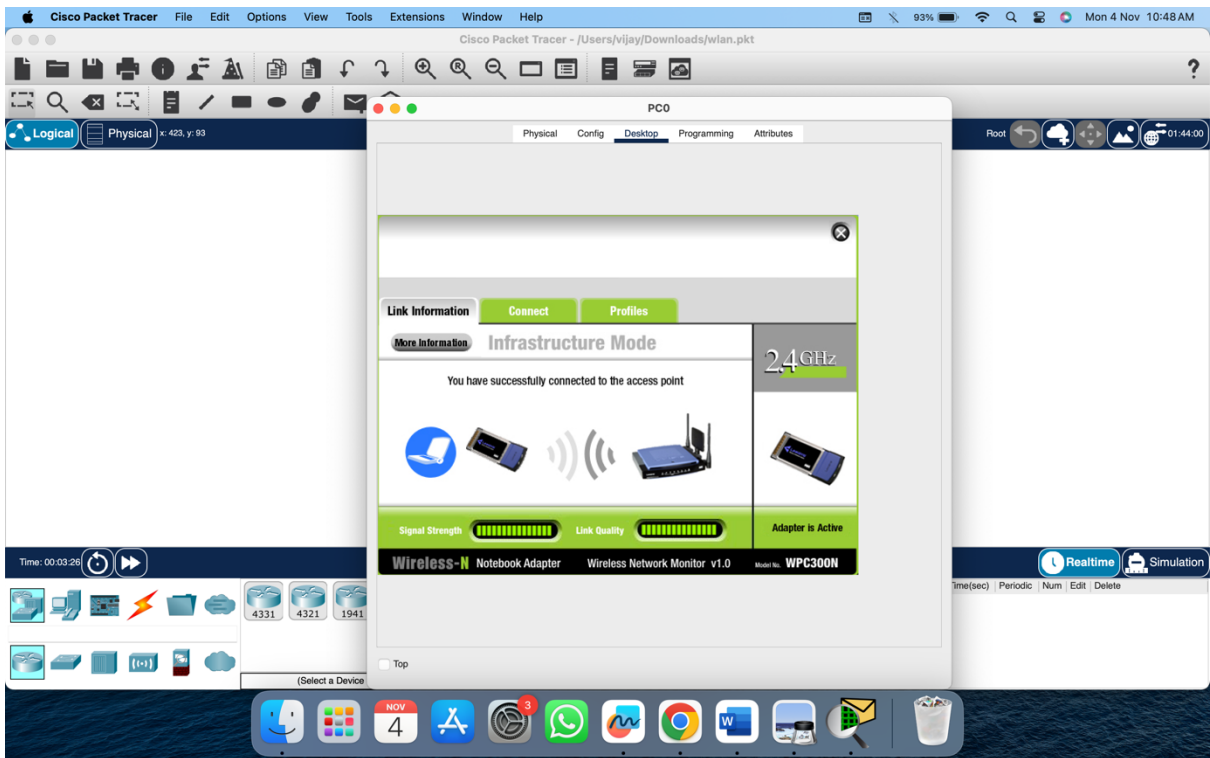 Cisco Packet Tracer File Edit Options View Tools Extensions Window Help 93% Mon 4 Nov 10:48 AM
Cisco Packet Tracer - /Users/vijay/Downloads/wlan.pkt
?
PC0
Logical Physical x: 423, y: 93 Physical Config Desktop Programming Attributes Root 01:44:00
Link Information Connect Profiles
More Information Infrastructure Mode
2.4GHz
You have successfully connected to the access point
Signal Strength Link Quality Adapter is Active
Wireless-N Notebook Adapter Wireless Network Monitor v1.0 Model No. WPC300N
Time: 00:03:26 Realtime Simulation
Time(sec) Periodic Num Edit Delete
4331 4321 1941
Top
(Select a Device
NOV
4
3
W